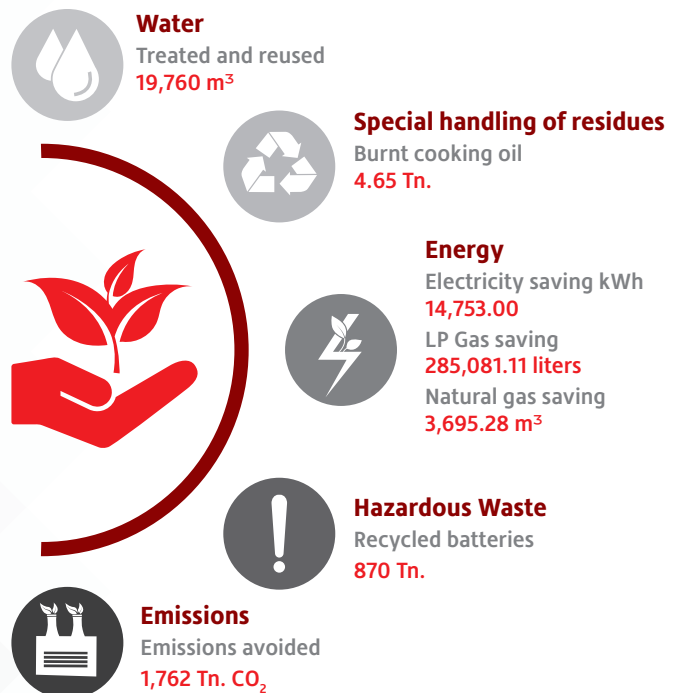 Water
Treated and reused
19,760 m³
Special handling of residues
Burnt cooking oil
4.65 Tn.
Energy
Electricity saving kWh
14,753.00
LP Gas saving
285,081.11 liters
Natural gas saving
3,695.28 m³
Hazardous Waste
Recycled batteries
870 Tn.
Emissions
Emissions avoided
1,762 Tn. CO₂